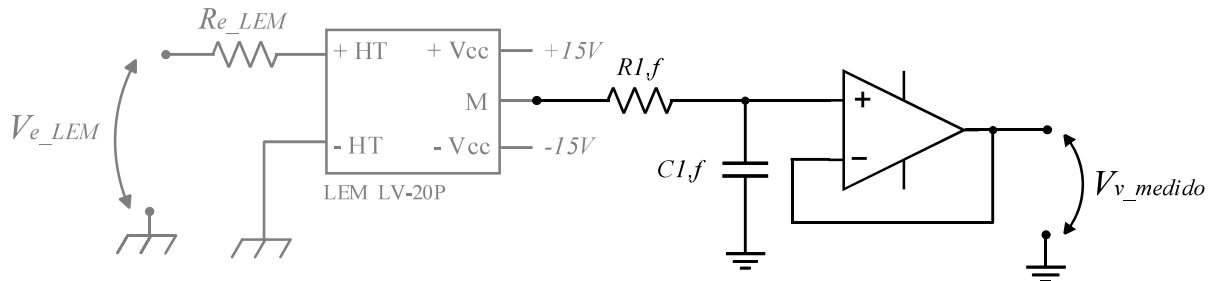 Re_LEM
+ HT
+ Vcc
+15V
R1,f
M
+
Ve_LEM
- HT
- Vcc
-15V
−
C1,f
Vv_medido
LEM LV-20P